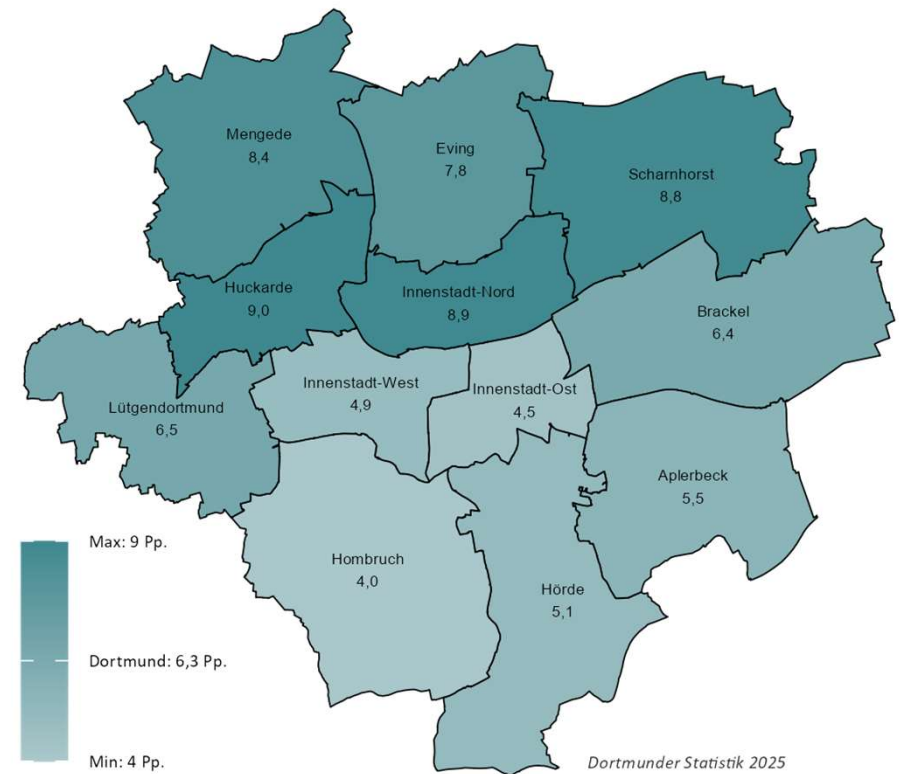 Mengede
8,4
Eving
7,8
Scharnhorst
8,8
Huckarde
9,0
Innenstadt-Nord
8,9
Brackel
6,4
Lütgendortmund
6,5
Innenstadt-West
4,9
Innenstadt-Ost
4,5
Aplerbeck
5,5
Hombruch
4,0
Hörde
5,1
Max: 9 Pp.
Dortmund: 6,3 Pp.
Min: 4 Pp.
Dortmunder Statistik 2025